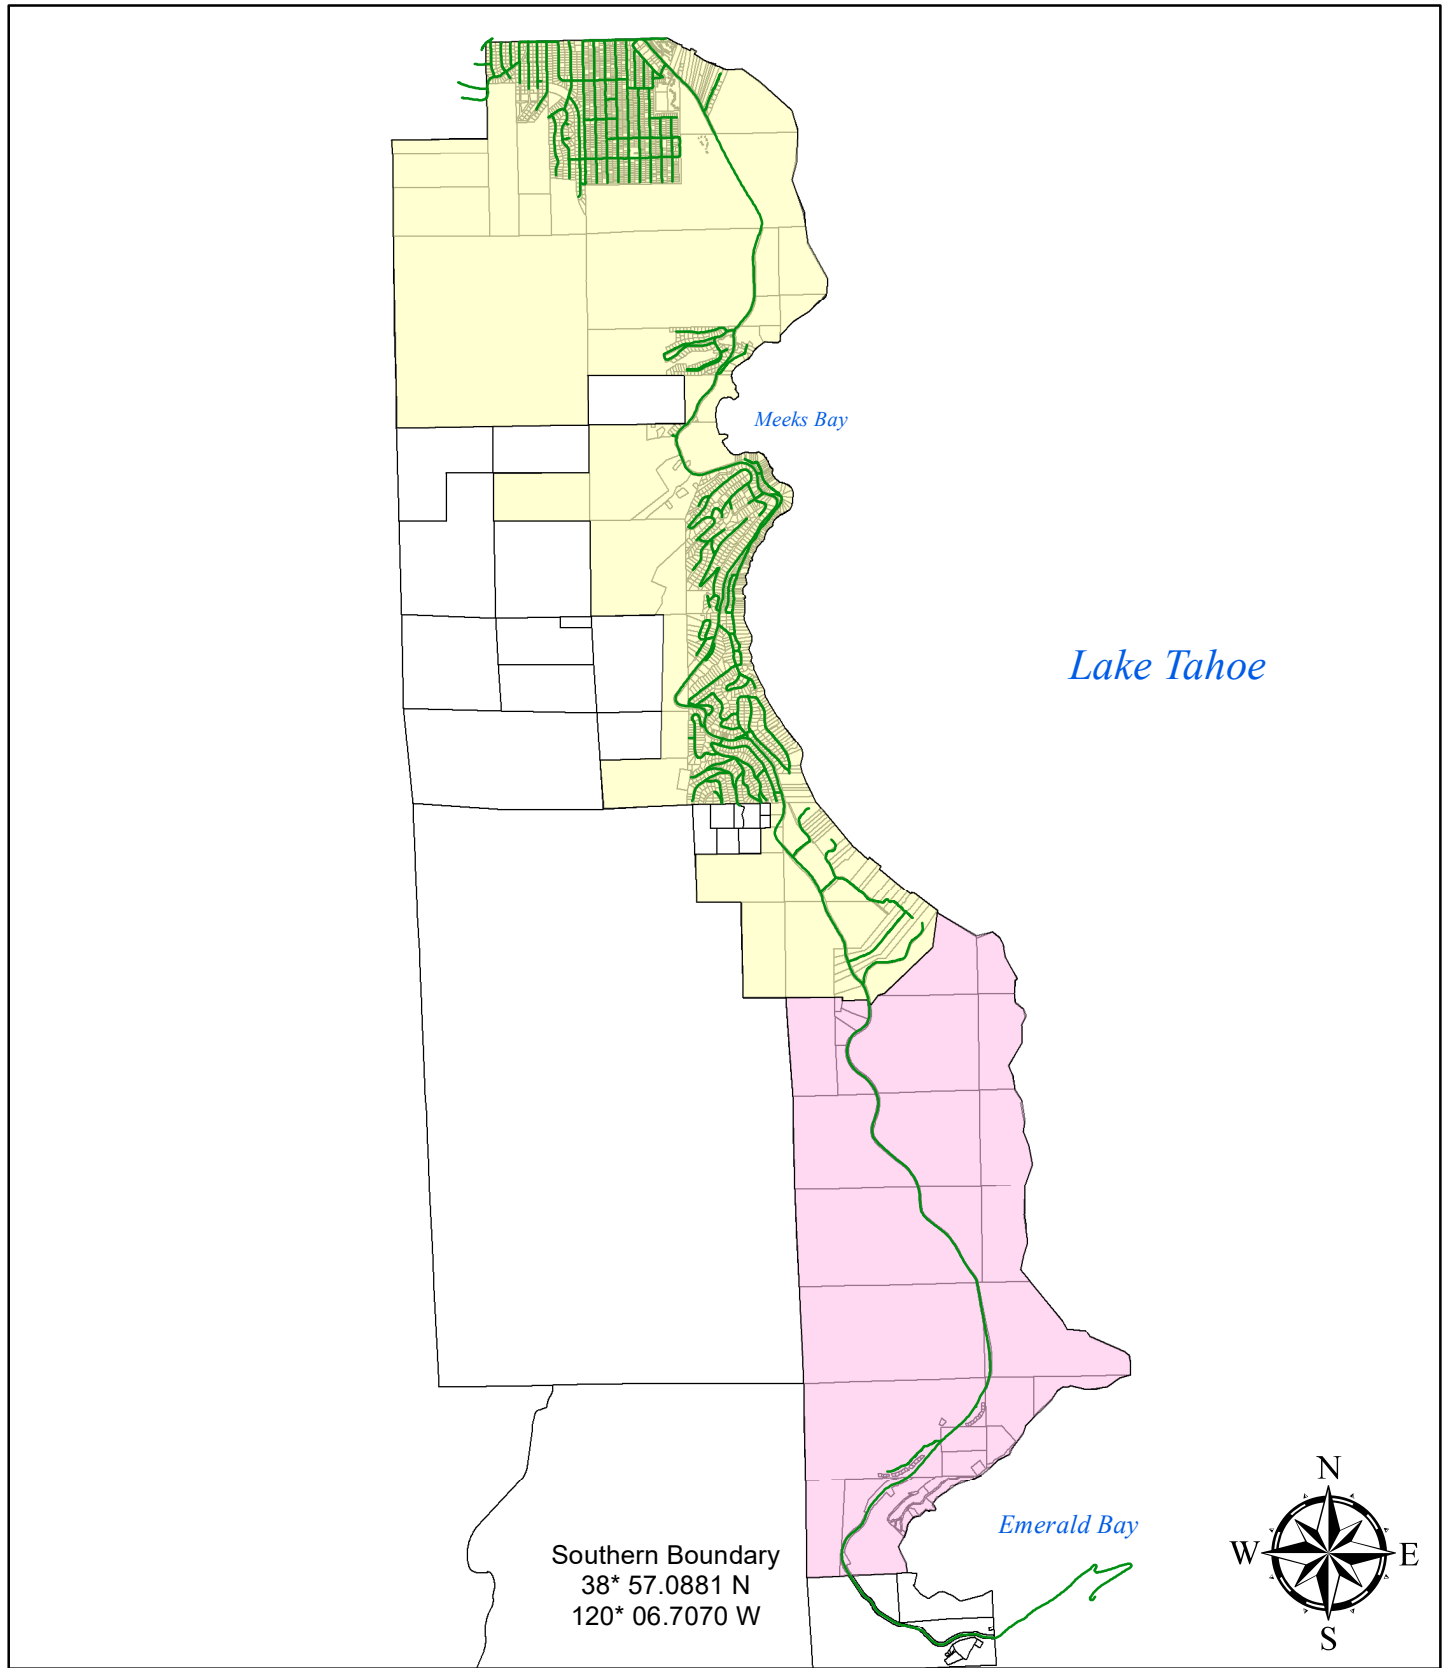 Meeks Bay
Lake Tahoe
Emerald Bay
Southern Boundary
38* 57.0881 N
120* 06.7070 W
N
W E
S